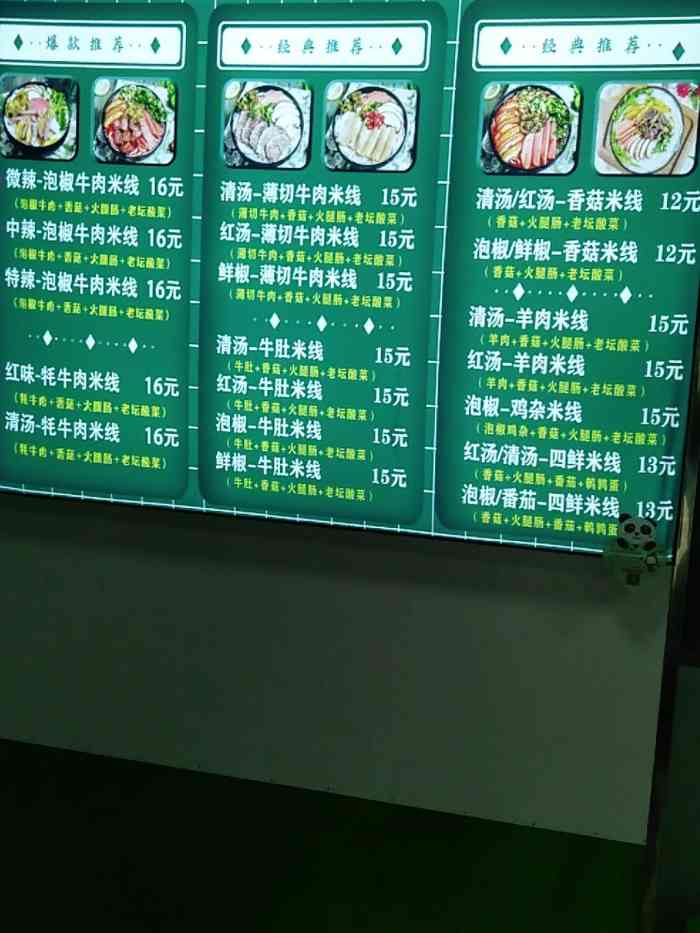 爆款推荐
微辣-泡椒牛肉米线 16元
(泡椒牛肉+香菇+火腿肠+老坛酸菜)
中辣-泡椒牛肉米线 16元
(泡椒牛肉+香菇+火腿肠+老坛酸菜)
特辣-泡椒牛肉米线 16元
(泡椒牛肉+香菇+火腿肠+老坛酸菜)
红味-牦牛肉米线 16元
(牦牛肉+香菇+火腿肠+老坛酸菜)
清汤-牦牛肉米线 16元
(牦牛肉+香菇+火腿肠+老坛酸菜)
经典推荐
清汤-薄切牛肉米线 15元
(薄切牛肉+香菇+火腿肠+老坛酸菜)
红汤-薄切牛肉米线 15元
(薄切牛肉+香菇+火腿肠+老坛酸菜)
鲜椒-薄切牛肉米线 15元
(薄切牛肉+香菇+火腿肠+老坛酸菜)
清汤-牛肚米线 15元
(牛肚+香菇+火腿肠+老坛酸菜)
红汤-牛肚米线 15元
(牛肚+香菇+火腿肠+老坛酸菜)
泡椒-牛肚米线 15元
(牛肚+香菇+火腿肠+老坛酸菜)
鲜椒-牛肚米线 15元
(牛肚+香菇+火腿肠+老坛酸菜)
经典推荐
清汤/红汤-香菇米线 12元
(香菇+火腿肠+老坛酸菜)
泡椒/鲜椒-香菇米线 12元
(香菇+火腿肠+老坛酸菜)
清汤-羊肉米线 15元
(羊肉+香菇+火腿肠+老坛酸菜)
红汤-羊肉米线 15元
(羊肉+香菇+火腿肠+老坛酸菜)
泡椒-鸡杂米线 15元
(泡椒鸡杂+香菇+火腿肠+老坛酸菜)
红汤/清汤-四鲜米线 13元
(香菇+火腿肠+番茄+鹌鹑蛋)
泡椒/番茄-四鲜米线 13元
(香菇+火腿肠+番茄+鹌鹑蛋